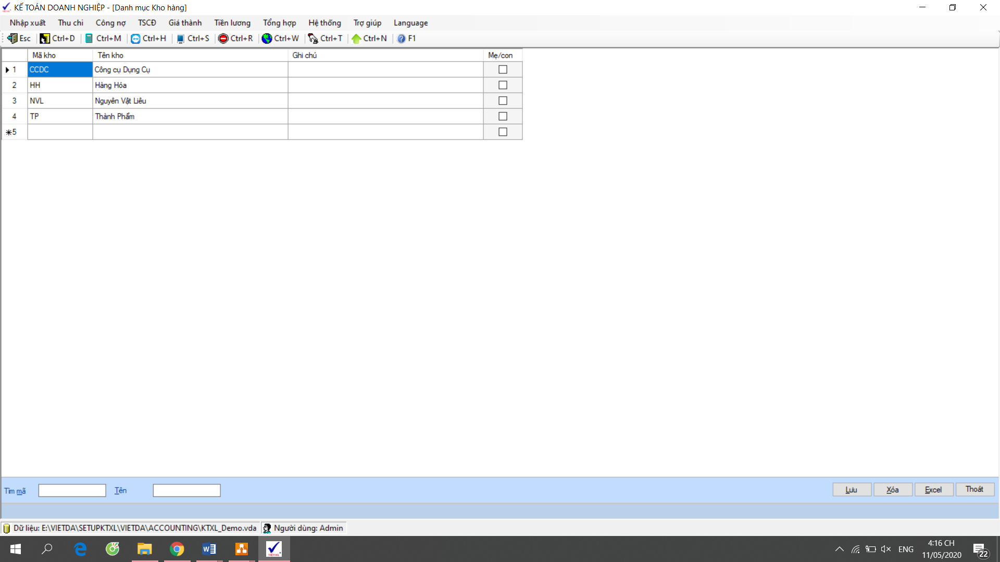 KẾ TOÁN DOANH NGHIỆP - [Danh mục Kho hàng]
Nhập xuất Thu chi Công nợ TSCĐ Giá thành Tiền lương Tổng hợp Hệ thống Trợ giúp Language
Esc Ctrl+D Ctrl+M Ctrl+H Ctrl+S Ctrl+R Ctrl+W Ctrl+T Ctrl+N F1
Mã kho Tên kho Ghi chú Mẹ/con
1 CCDC Công cụ Dụng Cụ
2 HH Hàng Hóa
3 NVL Nguyên Vật Liêu
4 TP Thành Phẩm
5
Tìm mã Tên Lưu Xóa Excel Thoát
Dữ liệu: E:\VIETDA\SETUPKTXL\VIETDA\ACCOUNTING\KTXL_Demo.vda Người dùng: Admin
ENG 4:16 CH
11/05/2020 22